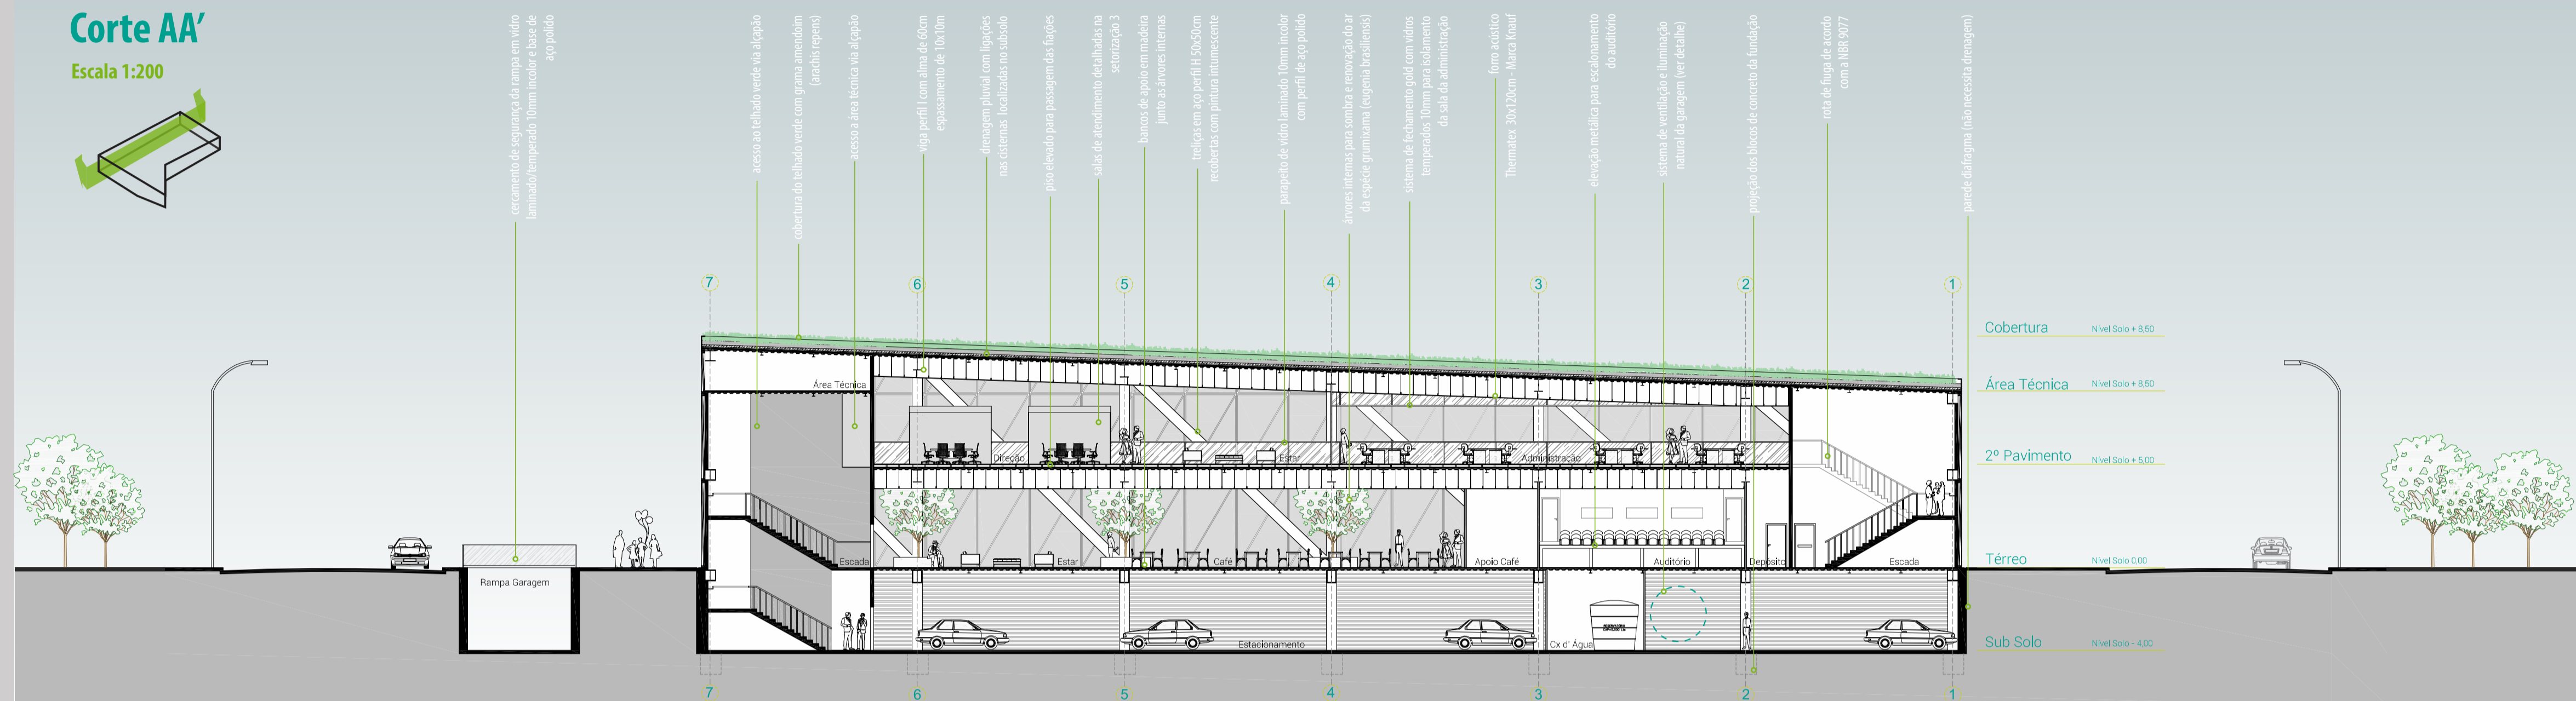 Corte AA'
Escala 1:200
cercamento de segurança da rampa em vidro
laminado/temperado 10mm incolor e base de
aço polido
acesso ao telhado verde via alçapão
cobertura do telhado verde com grama amendoim
(arachis repens)
acesso a área técnica via alçapão
viga perfil I com alma de 60cm
espassamento de 10x10m
drenagem pluvial com ligações
nas cisternas localizadas no subsolo
piso elevado para passagem das fiações
salas de atendimento detalhadas na
setorização 3
bancos de apoio em madeira
junto as árvores internas
treliças em aço perfil H 50x50cm
recobertas com pintura intumescente
parapeito de vidro laminado 10mm incolor
com perfil de aço polido
árvores internas para sombra e renovação do ar
da espécie grumixama (eugenia brasiliensis)
sistema de fechamento gold com vidros
temperados 10mm para isolamento
da sala da administração
forro acústico
Thermatex 30x120cm - Marca Knauf
elevação metálica para escalonamento
do auditório
sistema de ventilação e iluminação
natural da garagem (ver detalhe)
projeção dos blocos de concreto da fundação
rota de fiuga de acordo
com a NBR 9077
parede diafragma (não necessita drenagem)
7
6
5
4
3
2
1
Cobertura Nível Solo + 8,50
Área Técnica Nível Solo + 8,50
2º Pavimento Nível Solo + 5,00
Térreo Nível Solo 0,00
Sub Solo Nível Solo - 4,00
Área Técnica
Direção
Estar
Administração
Rampa Garagem
Escada
Estar
Café
Apoio Café
Auditório
Depósito
Escada
Estacionamento
Cx d' Água
7
6
5
4
3
2
1